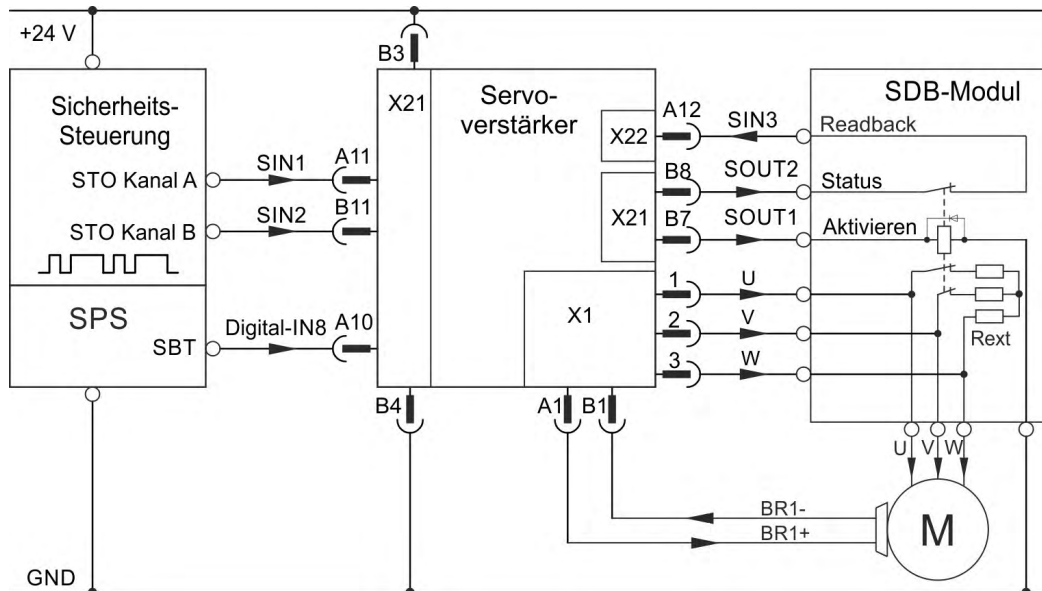 +24 V
Sicherheits-
Steuerung
STO Kanal A
STO Kanal B
SPS
SBT
GND
SIN1
SIN2
Digital-IN8
A11
B11
A10
B3
X21
B4
Servo-
verstärker
X22
X21
X1
A12
B8
B7
1
2
3
A1
B1
SIN3
SOUT2
SOUT1
U
V
W
SDB-Modul
Readback
Status
Aktivieren
Rext
U
V
W
BR1-
BR1+
M